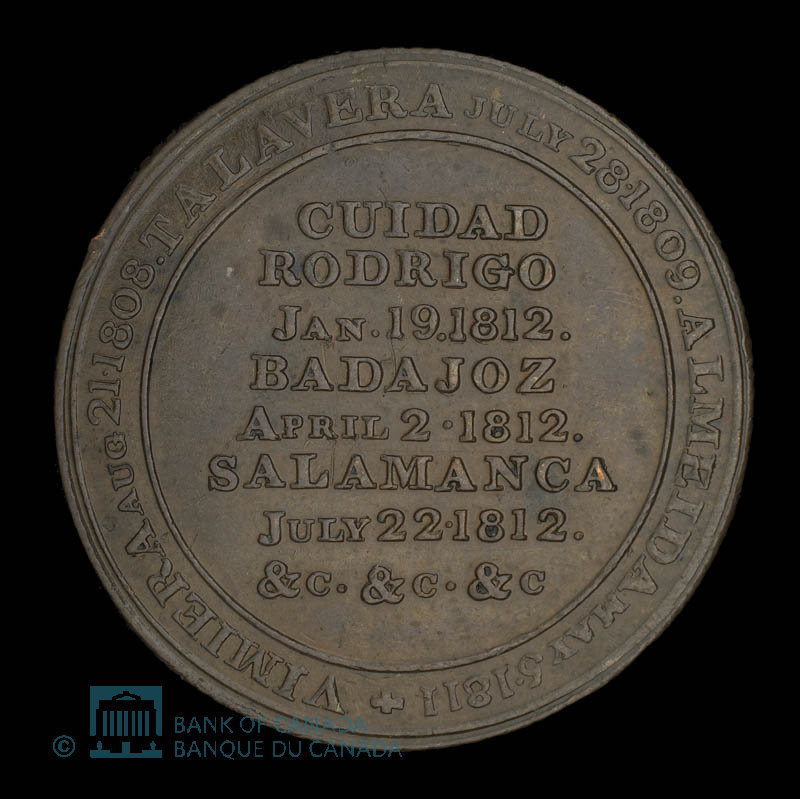 VIMIERA AUG 21·1808. TALAVERA JULY 28·1809. ALMEIDA MAY 5·1811
CUIDAD
RODRIGO
JAN. 19.1812.
BADAJOZ
APRIL 2·1812.
SALAMANCA
JULY 22·1812.
&C. &C. &C
© BANK OF CANADA
BANQUE DU CANADA